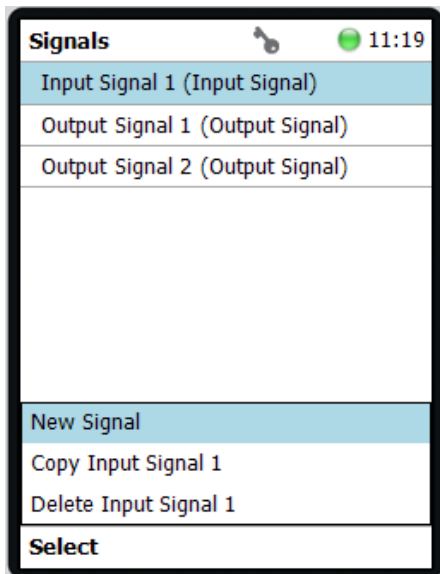 Signals 11:19
Input Signal 1 (Input Signal)
Output Signal 1 (Output Signal)
Output Signal 2 (Output Signal)
New Signal
Copy Input Signal 1
Delete Input Signal 1
Select